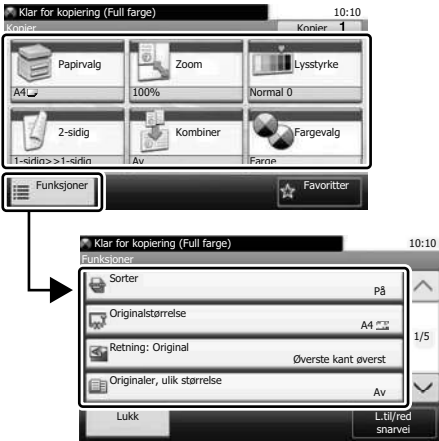 Klar for kopiering (Full farge) 10:10
Kopier Kopier 1
Papirvalg Zoom Lysstyrke
A4 100% Normal 0
2-sidig Kombiner Fargevalg
1-sidig>>1-sidig Av Farge
Funksjoner Favoritter
Klar for kopiering (Full farge) 10:10
Funksjoner
Sorter
På
Originalstørrelse
A4
1/5
Retning: Original
Øverste kant øverst
Originaler, ulik størrelse
Av
Lukk L.til/red
snarvei